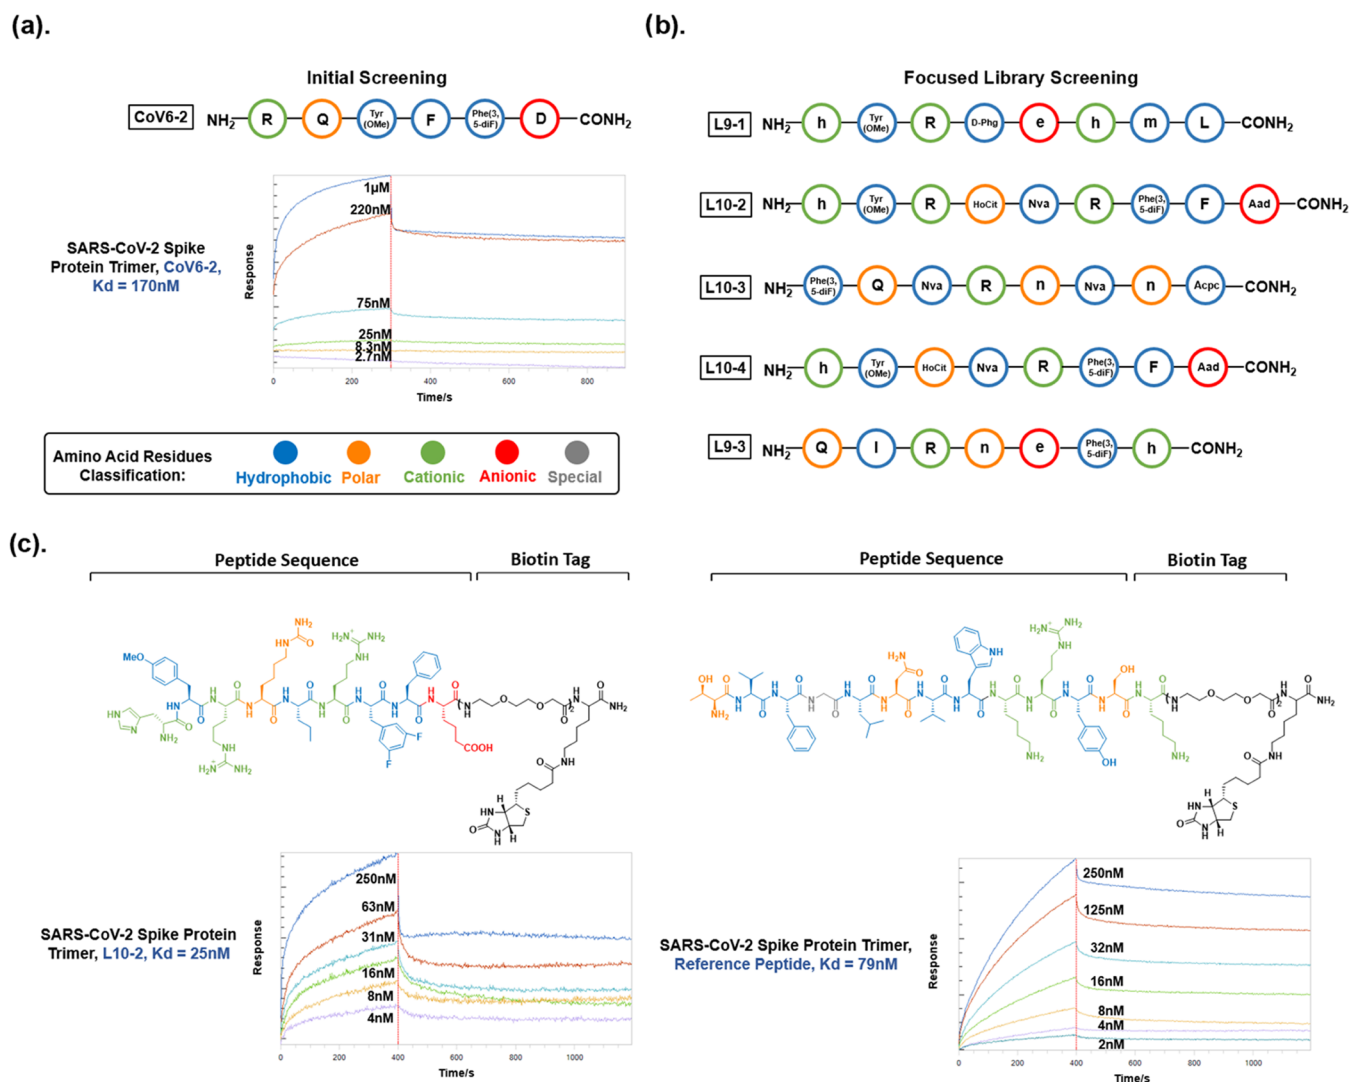 (a).
Initial Screening
CoV6-2
NH2 R Q Tyr (OMe) F Phe(3, 5-diF) D CONH2
1µM
220nM
75nM
25nM
8.3nM
2.7nM
SARS-CoV-2 Spike
Protein Trimer, CoV6-2,
Kd = 170nM
Response
0 200 400 600 800
Time/s
Amino Acid Residues
Classification:
Hydrophobic Polar Cationic Anionic Special
(b).
Focused Library Screening
L9-1 NH2 h Tyr (OMe) R D-Phg e h m L CONH2
L10-2 NH2 h Tyr (OMe) R HoCit Nva R Phe(3, 5-diF) F Aad CONH2
L10-3 NH2 Phe(3, 5-diF) Q Nva R n Nva n Acpc CONH2
L10-4 NH2 h Tyr (OMe) HoCit Nva R Phe(3, 5-diF) F Aad CONH2
L9-3 NH2 Q I R n e Phe(3, 5-diF) h CONH2
(c).
Peptide Sequence Biotin Tag
SARS-CoV-2 Spike Protein
Trimer, L10-2, Kd = 25nM
Response
250nM
63nM
31nM
16nM
8nM
4nM
0 200 400 600 800 1000
Time/s
Peptide Sequence Biotin Tag
SARS-CoV-2 Spike Protein Trimer,
Reference Peptide, Kd = 79nM
Response
250nM
125nM
32nM
16nM
8nM
4nM
2nM
0 200 400 600 800 1000
Time/s